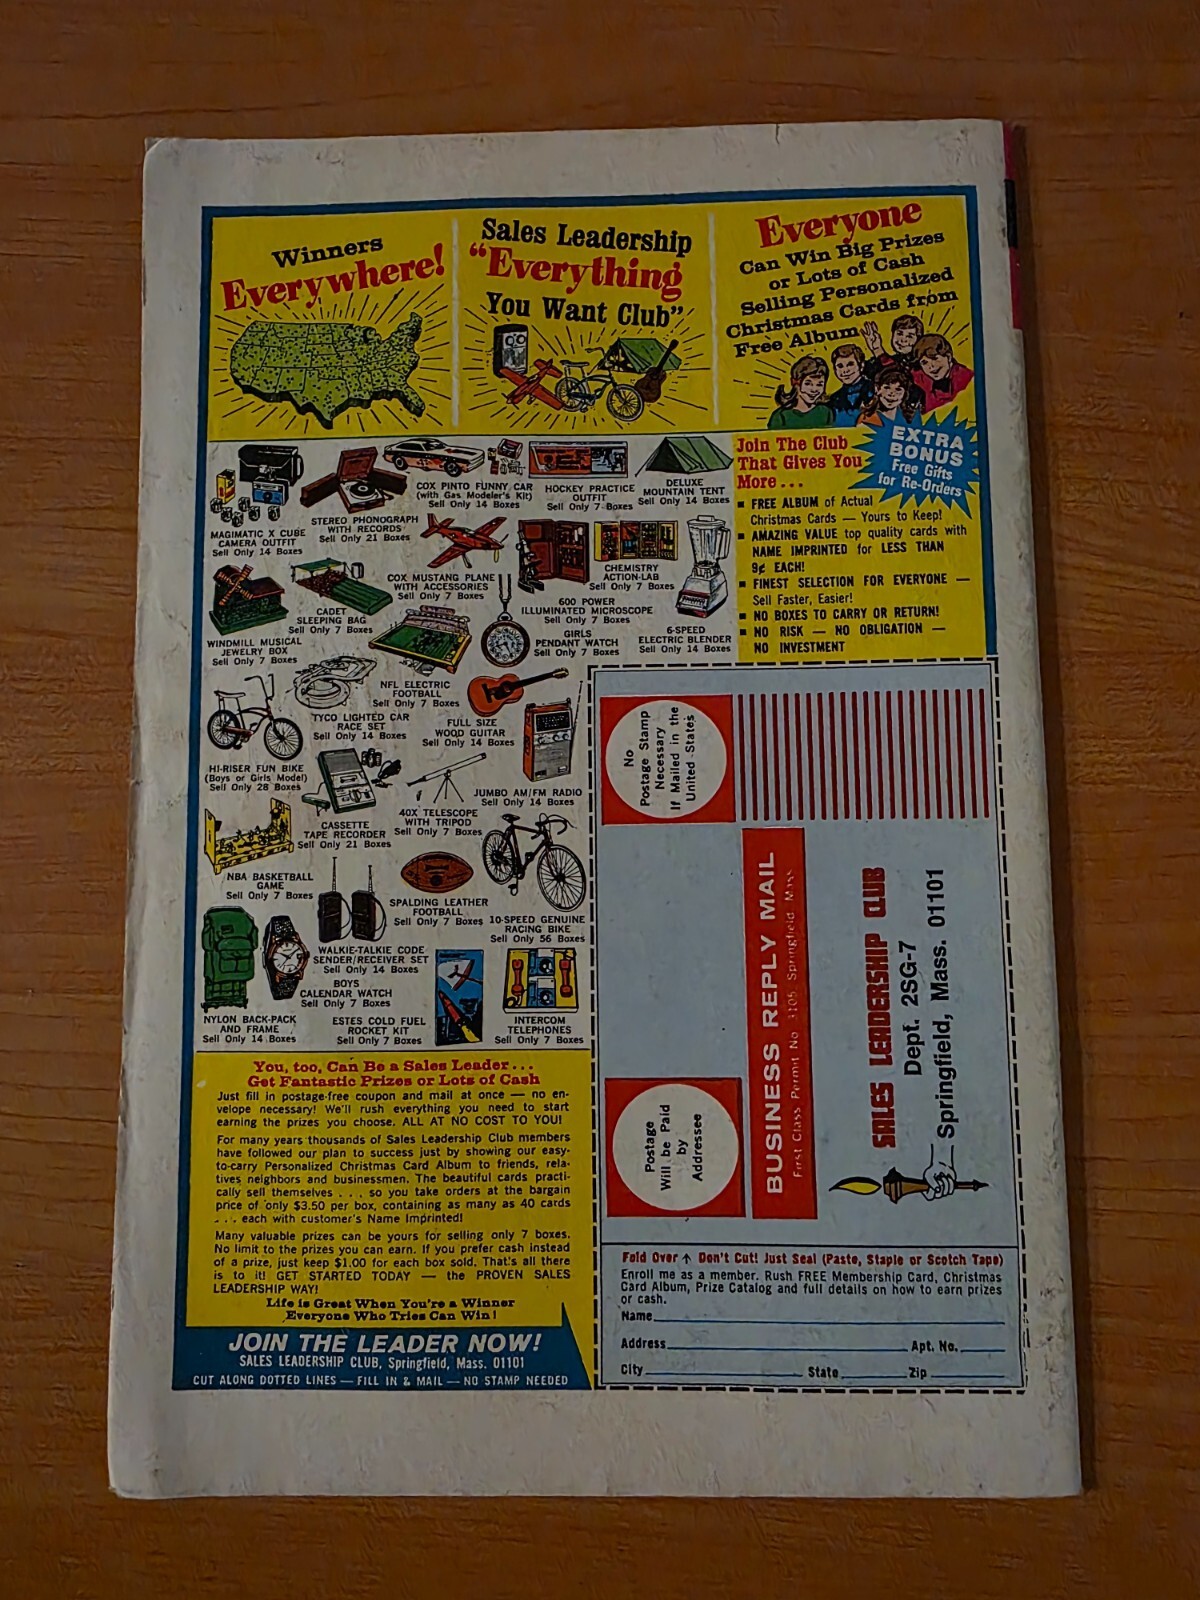 Winners
Everywhere!
Sales Leadership
"Everything
You Want Club"
Everyone
Can Win Big Prizes
or Lots of Cash
Selling Personalized
Christmas Cards from
Free Album
MAGIMATIC X CUBE
CAMERA OUTFIT
Sell Only 14 Boxes
STEREO PHONOGRAPH
WITH RECORDS
Sell Only 21 Boxes
COX PINTO FUNNY CAR
(with Gas Modeler's Kit)
Sell Only 14 Boxes
HOCKEY PRACTICE
OUTFIT
Sell Only 7 Boxes
DELUXE
MOUNTAIN TENT
Sell Only 14 Boxes
WINDMILL MUSICAL
JEWELRY BOX
Sell Only 7 Boxes
CADET
SLEEPING BAG
Sell Only 7 Boxes
COX MUSTANG PLANE
WITH ACCESSORIES
Sell Only 7 Boxes
600 POWER
ILLUMINATED MICROSCOPE
Sell Only 7 Boxes
CHEMISTRY
ACTION-LAB
Sell Only 7 Boxes
6-SPEED
ELECTRIC BLENDER
Sell Only 14 Boxes
GIRLS
PENDANT WATCH
Sell Only 7 Boxes
NFL ELECTRIC
FOOTBALL
Sell Only 7 Boxes
TYCO LIGHTED CAR
RACE SET
Sell Only 14 Boxes
FULL SIZE
WOOD GUITAR
Sell Only 14 Boxes
HI-RISER FUN BIKE
(Boys or Girls Model)
Sell Only 28 Boxes
JUMBO AM/FM RADIO
Sell Only 14 Boxes
CASSETTE
TAPE RECORDER
Sell Only 21 Boxes
40X TELESCOPE
WITH TRIPOD
Sell Only 7 Boxes
NBA BASKETBALL
GAME
Sell Only 7 Boxes
SPALDING LEATHER
FOOTBALL
Sell Only 7 Boxes
10-SPEED GENUINE
RACING BIKE
Sell Only 56 Boxes
WALKIE-TALKIE CODE
SENDER/RECEIVER SET
Sell Only 14 Boxes
BOYS
CALENDAR WATCH
Sell Only 7 Boxes
NYLON BACK-PACK
AND FRAME
Sell Only 14 Boxes
ESTES COLD FUEL
ROCKET KIT
Sell Only 7 Boxes
INTERCOM
TELEPHONES
Sell Only 7 Boxes
Join The Club
That Gives You
More . . .
EXTRA
BONUS
Free Gifts
for Re-Orders
■ FREE ALBUM of Actual
Christmas Cards — Yours to Keep!
■ AMAZING VALUE top quality cards with
NAME IMPRINTED for LESS THAN
9¢ EACH!
■ FINEST SELECTION FOR EVERYONE —
Sell Faster, Easier!
■ NO BOXES TO CARRY OR RETURN!
■ NO RISK — NO OBLIGATION —
NO INVESTMENT
You, too, Can Be a Sales Leader . . .
Get Fantastic Prizes or Lots of Cash
Just fill in postage-free coupon and mail at once — no en-
velope necessary! We'll rush everything you need to start
earning the prizes you choose. ALL AT NO COST TO YOU!
For many years thousands of Sales Leadership Club members
have followed our plan to success just by showing our easy-
to-carry Personalized Christmas Card Album to friends, rela-
tives neighbors and businessmen. The beautiful cards practi-
cally sell themselves . . . so you take orders at the bargain
price of only $3.50 per box, containing as many as 40 cards
. . . each with customer's Name Imprinted!
Many valuable prizes can be yours for selling only 7 boxes.
No limit to the prizes you can earn. If you prefer cash instead
of a prize, just keep $1.00 for each box sold. That's all there
is to it! GET STARTED TODAY — the PROVEN SALES
LEADERSHIP WAY!
Life is Great When You're a Winner
Everyone Who Tries Can Win!
JOIN THE LEADER NOW!
SALES LEADERSHIP CLUB, Springfield, Mass. 01101
CUT ALONG DOTTED LINES — FILL IN & MAIL — NO STAMP NEEDED
No
Postage Stamp
Necessary
If Mailed in the
United States
Postage
Will be Paid
by
Addressee
BUSINESS REPLY MAIL
First Class Permit No. 3105 Springfield, Mass.
SALES LEADERSHIP CLUB
Dept. 2SG-7
Springfield, Mass. 01101
Fold Over ↑ Don't Cut! Just Seal (Paste, Staple or Scotch Tape)
Enroll me as a member. Rush FREE Membership Card, Christmas
Card Album, Prize Catalog and full details on how to earn prizes
or cash.
Name
Address Apt. No.
City State Zip